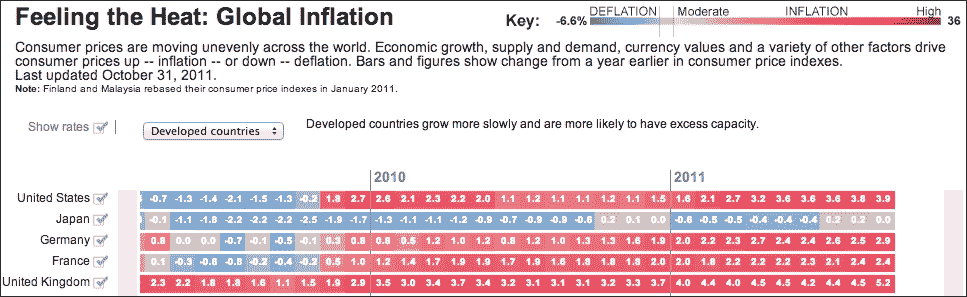 Feeling the Heat: Global Inflation
Key: -6.6% DEFLATION Moderate INFLATION High 36
Consumer prices are moving unevenly across the world. Economic growth, supply and demand, currency values and a variety of other factors drive
consumer prices up -- inflation -- or down -- deflation. Bars and figures show change from a year earlier in consumer price indexes.
Last updated October 31, 2011.
Note: Finland and Malaysia rebased their consumer price indexes in January 2011.
Show rates Developed countries Developed countries grow more slowly and are more likely to have excess capacity.
2010 2011
United States -0.7 -1.3 -1.4 -2.1 -1.5 -1.3 -0.2 1.8 2.7 2.6 2.1 2.3 2.2 2.0 1.1 1.2 1.1 1.1 1.2 1.1 1.5 1.6 2.1 2.7 3.2 3.6 3.6 3.6 3.8 3.9
Japan -0.1 -1.1 -1.8 -2.2 -2.2 -2.2 -2.5 -1.9 -1.7 -1.3 -1.1 -1.1 -1.2 -0.9 -0.7 -0.9 -0.9 -0.6 0.2 0.1 0.0 -0.6 -0.5 -0.5 -0.4 -0.4 -0.4 0.2 0.2 0.0
Germany 0.8 0.0 0.0 -0.7 -0.1 -0.5 -0.1 0.3 0.8 0.8 0.5 1.2 1.0 1.2 0.8 1.2 1.0 1.3 1.3 1.6 1.9 2.0 2.2 2.3 2.7 2.4 2.4 2.6 2.5 2.9
France 0.1 -0.3 -0.6 -0.8 -0.2 -0.4 -0.2 0.5 1.0 1.2 1.4 1.7 1.9 1.9 1.7 1.9 1.6 1.8 1.8 1.8 2.0 2.0 1.8 2.2 2.2 2.2 2.3 2.1 2.4 2.4
United Kingdom 2.3 2.2 1.8 1.8 1.6 1.1 1.5 1.9 2.9 3.5 3.0 3.4 3.7 3.4 3.2 3.1 3.1 3.1 3.2 3.3 3.7 4.0 4.4 4.0 4.5 4.5 4.2 4.4 4.5 5.2